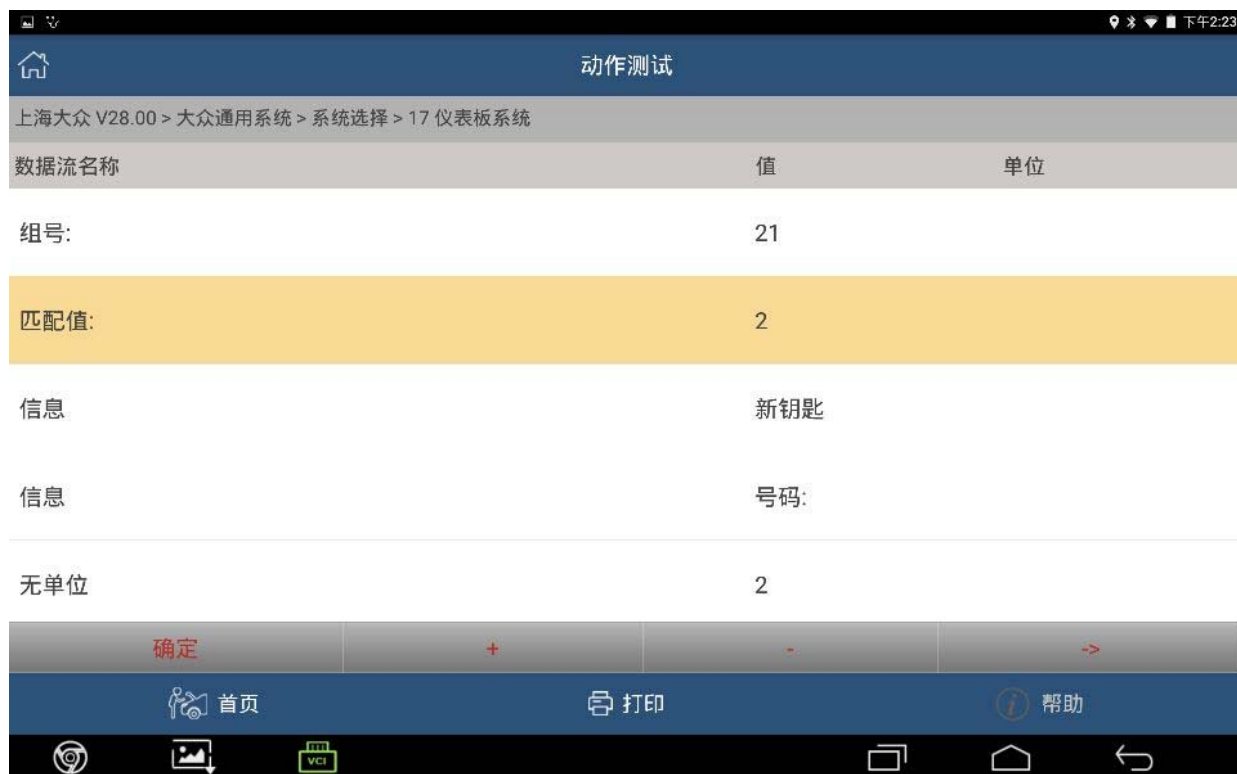 下午2:23
动作测试
上海大众 V28.00 > 大众通用系统 > 系统选择 > 17 仪表板系统
数据流名称 值 单位
组号: 21
匹配值: 2
信息 新钥匙
信息 号码:
无单位 2
确定 + - ->
首页 打印 i 帮助
VCI